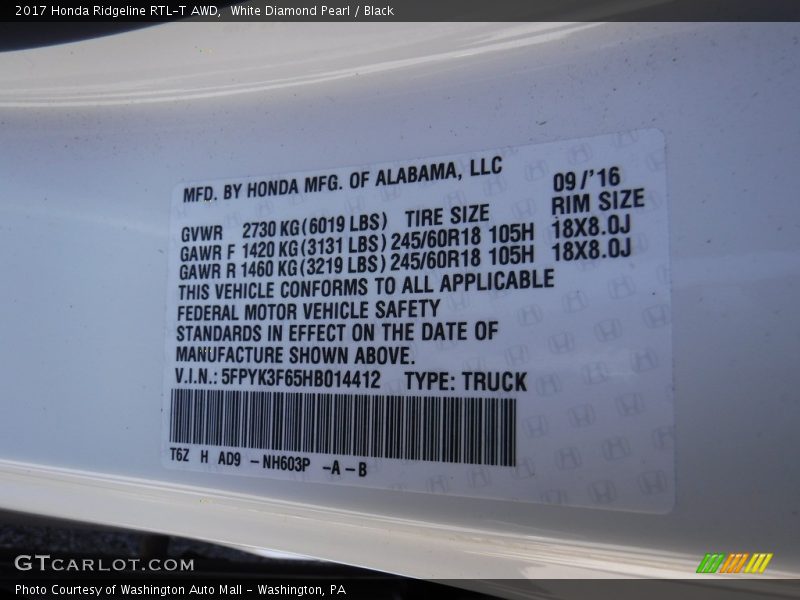 2017 Honda Ridgeline RTL-T AWD,  White Diamond Pearl / Black
MFD. BY HONDA MFG. OF ALABAMA, LLC 09/'16
GVWR 2730 KG(6019 LBS) TIRE SIZE RIM SIZE
GAWR F 1420 KG(3131 LBS) 245/60R18 105H 18X8.0J
GAWR R 1460 KG(3219 LBS) 245/60R18 105H 18X8.0J
THIS VEHICLE CONFORMS TO ALL APPLICABLE
FEDERAL MOTOR VEHICLE SAFETY
STANDARDS IN EFFECT ON THE DATE OF
MANUFACTURE SHOWN ABOVE.
V.I.N.: 5FPYK3F65HB014412 TYPE: TRUCK
T6Z H AD9 -NH603P -A-B
GTCARLOT.COM
Photo Courtesy of Washington Auto Mall - Washington, PA